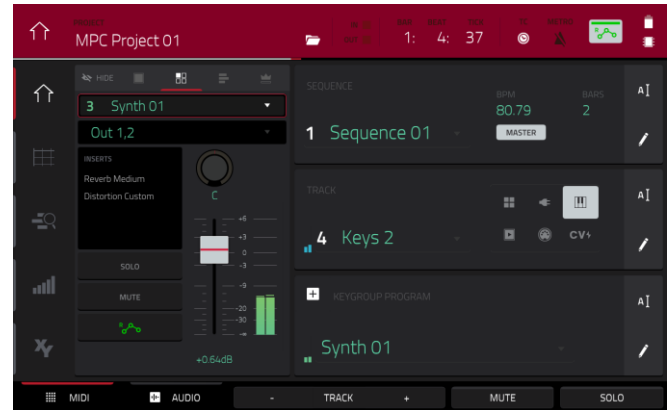 PROJECT
MPC Project 01
BAR BEAT TICK
1: 4: 37
TC
METER
HIDE
3 Synth 01
Out 1,2
INSERTS
Reverb Medium
Distortion Custom
C
+6
+3
0
-3
-9
-20
-30
-∞
SOLO
MUTE
+0.64dB
SEQUENCE
BPM BARS
80.79 2
MASTER
1 Sequence 01
TRACK
4 Keys 2
CV
KEYGROUP PROGRAM
Synth 01
MIDI AUDIO - TRACK + MUTE SOLO